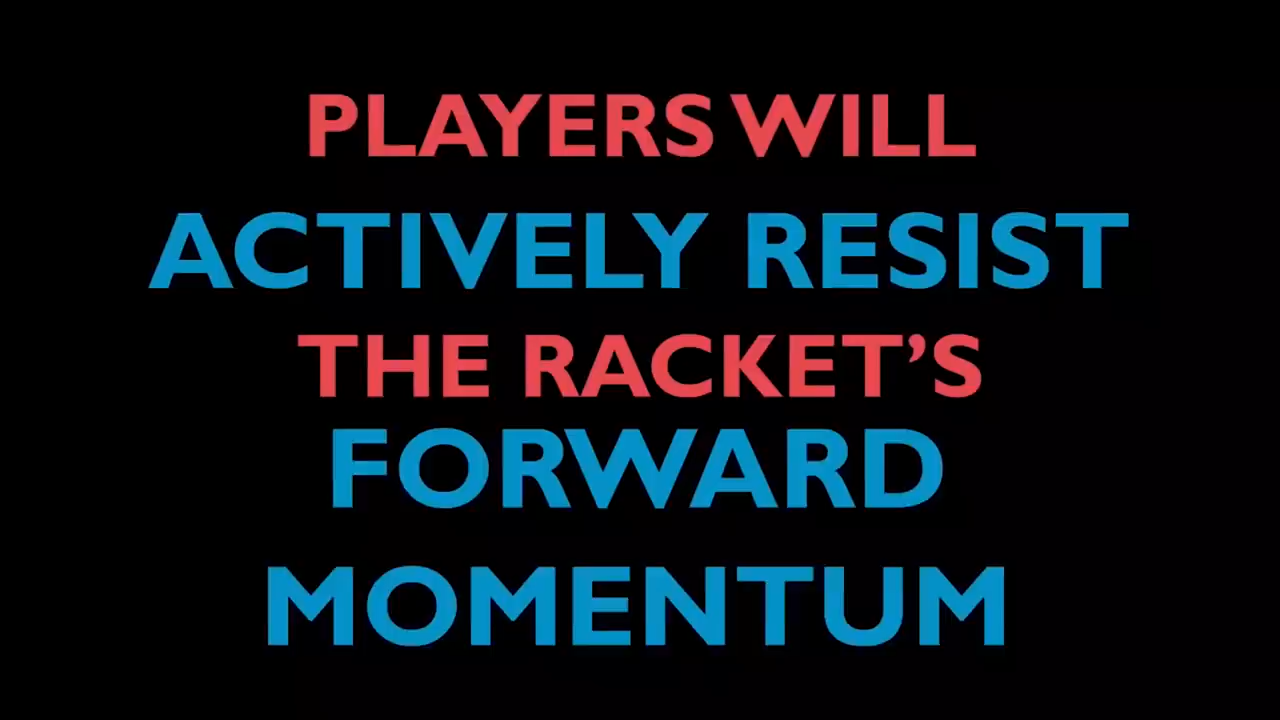 PLAYERS WILL
ACTIVELY RESIST
THE RACKET’S
FORWARD
MOMENTUM